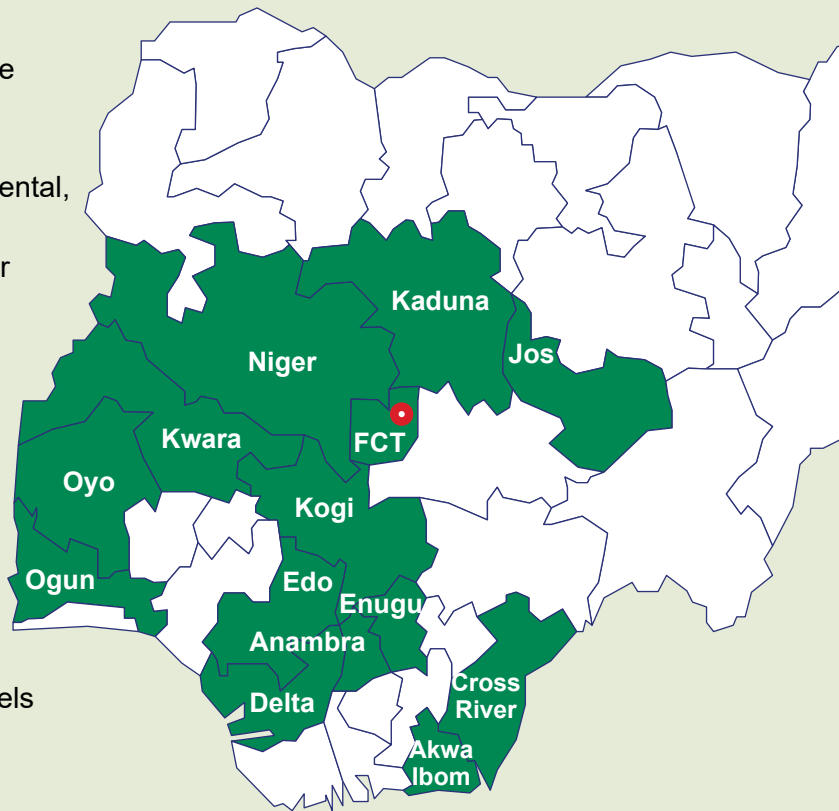 e
ental,
r
els
Kaduna
Jos
Niger
FCT
Kwara
Oyo
Kogi
Ogun
Edo
Enugu
Anambra
Delta
Cross
River
Akwa
Ibom